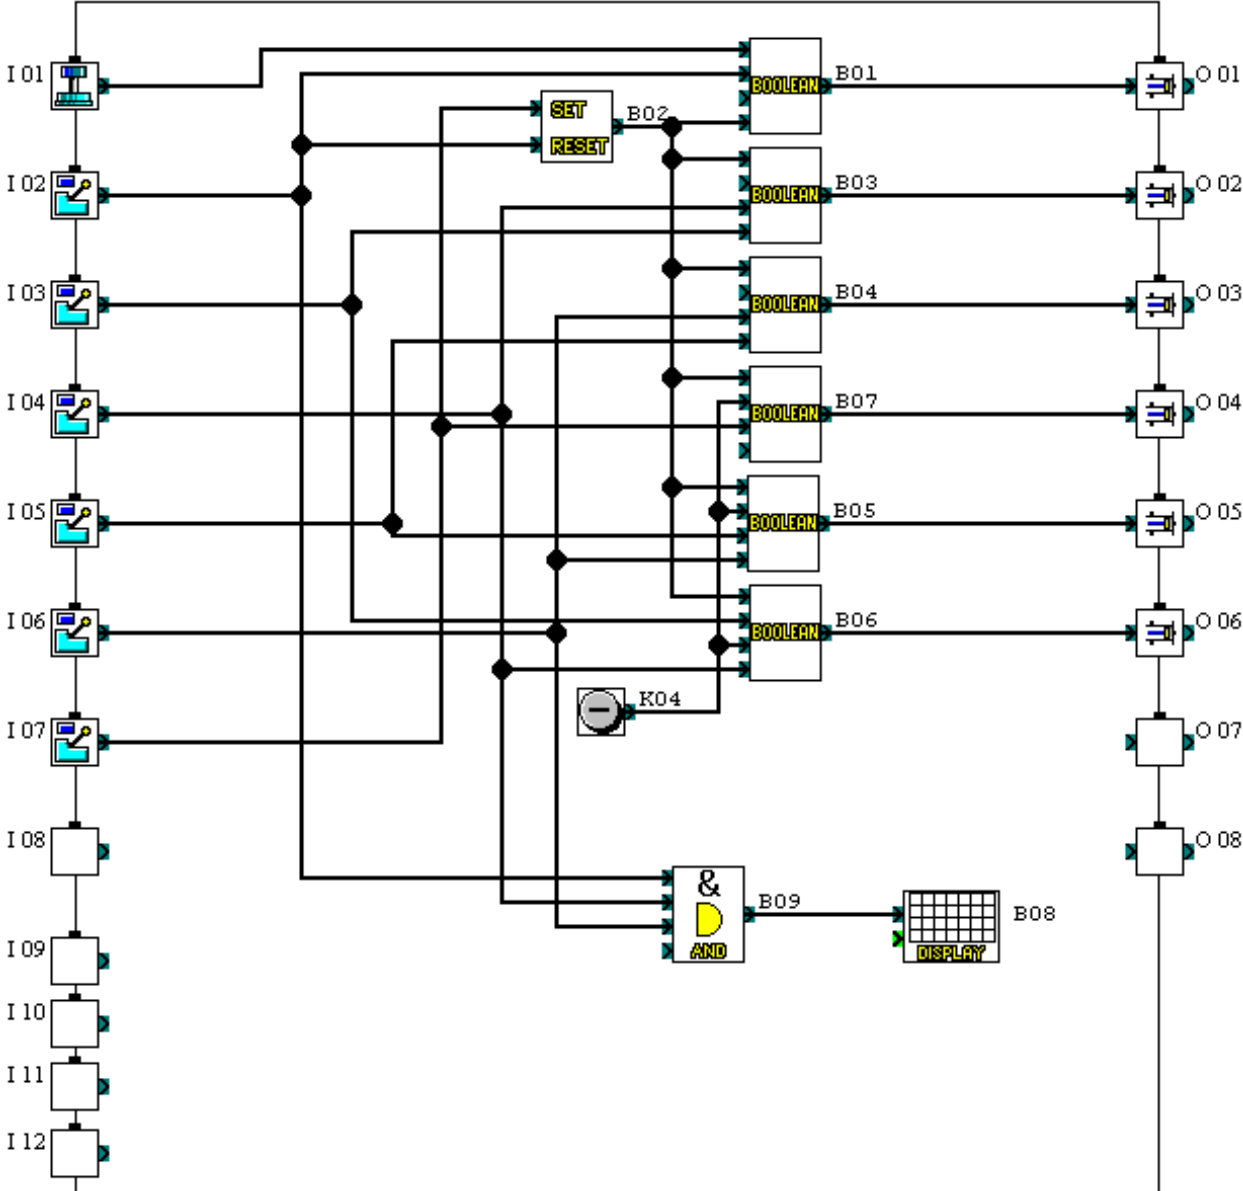 I 01
BOOLEAN
B01
O 01
SET
RESET
B02
I 02
BOOLEAN
B03
O 02
I 03
BOOLEAN
B04
O 03
I 04
BOOLEAN
B07
O 04
I 05
BOOLEAN
B05
O 05
I 06
BOOLEAN
B06
O 06
K04
I 07
O 07
I 08
O 08
&
AND
B09
DISPLAY
B08
I 09
I 10
I 11
I 12